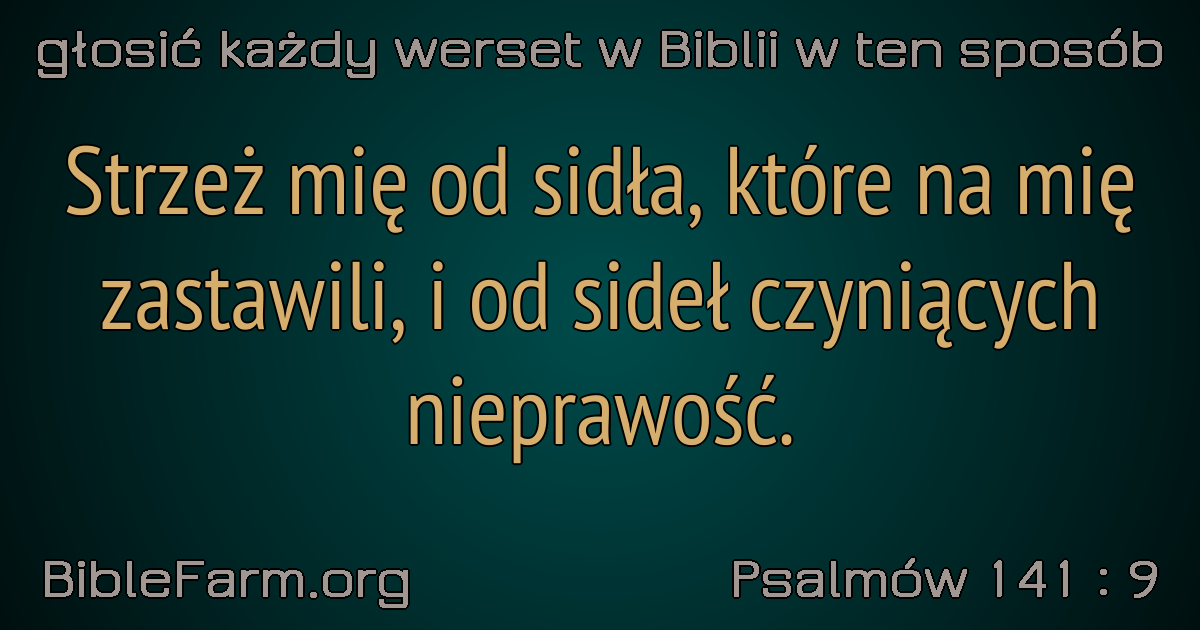 głosić każdy werset w Biblii w ten sposób
Strzeż mię od sidła, które na mię
zastawili, i od sideł czyniących
nieprawość.
BibleFarm.org
Psalmów 141 : 9